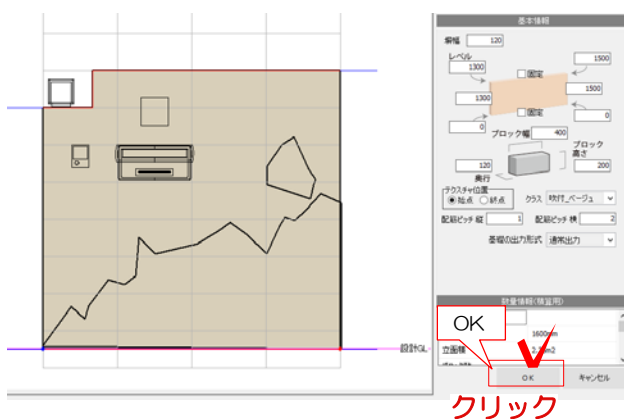 基本情報
塀幅 120
レベル
1300
1500
固定
1300
1500
固定
0
0
ブロック幅 400
ブロック
高さ
120
200
奥行
テクスチャ位置
始点 終点
クラス 吹付_ベージュ
配筋ピッチ 縦 1 配筋ピッチ 横 2
基礎の出力形式 通常出力
設計GL
数量情報(積算用)
OK
1600mm
立面積
OK キャンセル
クリック